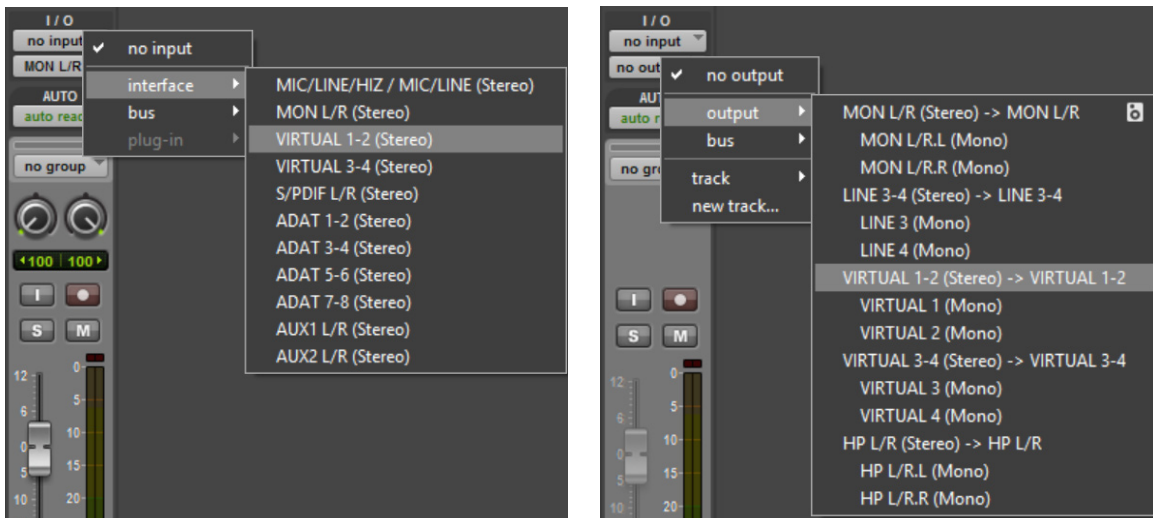 I / O
no input
MON L/R
AUTO
auto read
no group
100 100
I
S M
12
6
0
5
10
0
5
10
15
20
no input
interface
bus
plug-in
MIC/LINE/HIZ / MIC/LINE (Stereo)
MON L/R (Stereo)
VIRTUAL 1-2 (Stereo)
VIRTUAL 3-4 (Stereo)
S/PDIF L/R (Stereo)
ADAT 1-2 (Stereo)
ADAT 3-4 (Stereo)
ADAT 5-6 (Stereo)
ADAT 7-8 (Stereo)
AUX1 L/R (Stereo)
AUX2 L/R (Stereo)
I / O
no input
no out
AUT
auto r
no gr
I
S M
12
6
0
5
10
0
5
10
15
20
no output
output
bus
track
new track...
MON L/R (Stereo) -> MON L/R
MON L/R.L (Mono)
MON L/R.R (Mono)
LINE 3-4 (Stereo) -> LINE 3-4
LINE 3 (Mono)
LINE 4 (Mono)
VIRTUAL 1-2 (Stereo) -> VIRTUAL 1-2
VIRTUAL 1 (Mono)
VIRTUAL 2 (Mono)
VIRTUAL 3-4 (Stereo) -> VIRTUAL 3-4
VIRTUAL 3 (Mono)
VIRTUAL 4 (Mono)
HP L/R (Stereo) -> HP L/R
HP L/R.L (Mono)
HP L/R.R (Mono)